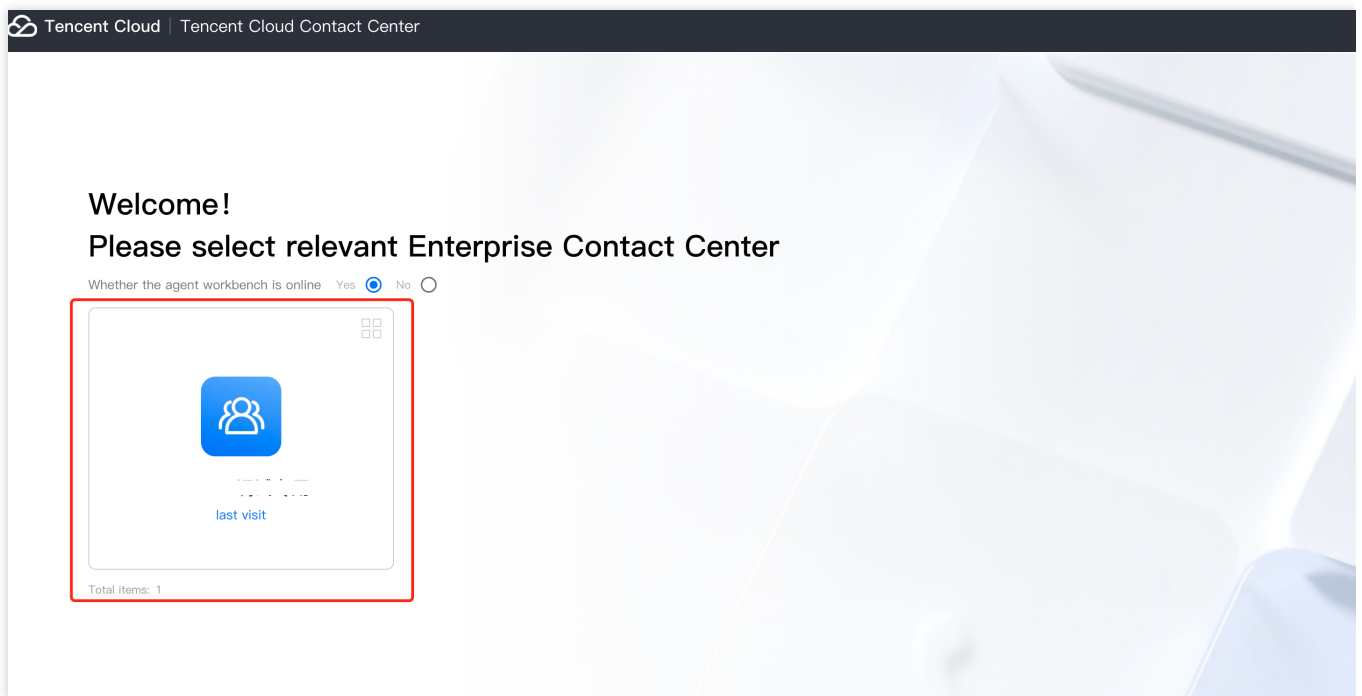 Tencent Cloud | Tencent Cloud Contact Center
Welcome!
Please select relevant Enterprise Contact Center
Whether the agent workbench is online Yes No
last visit
Total items: 1